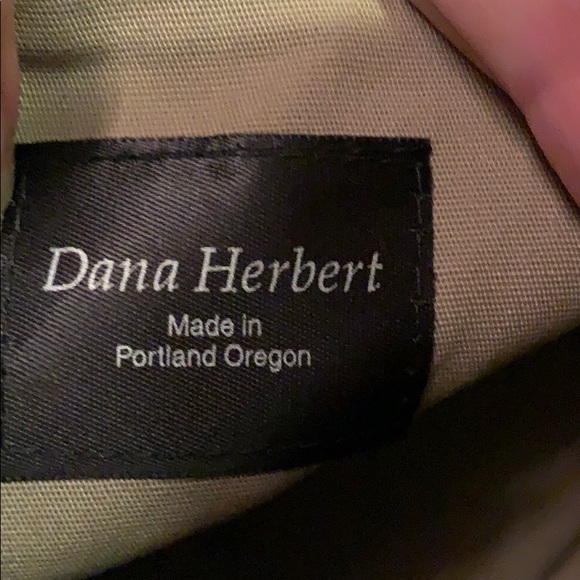 Dana Herbert
Made in
Portland Oregon